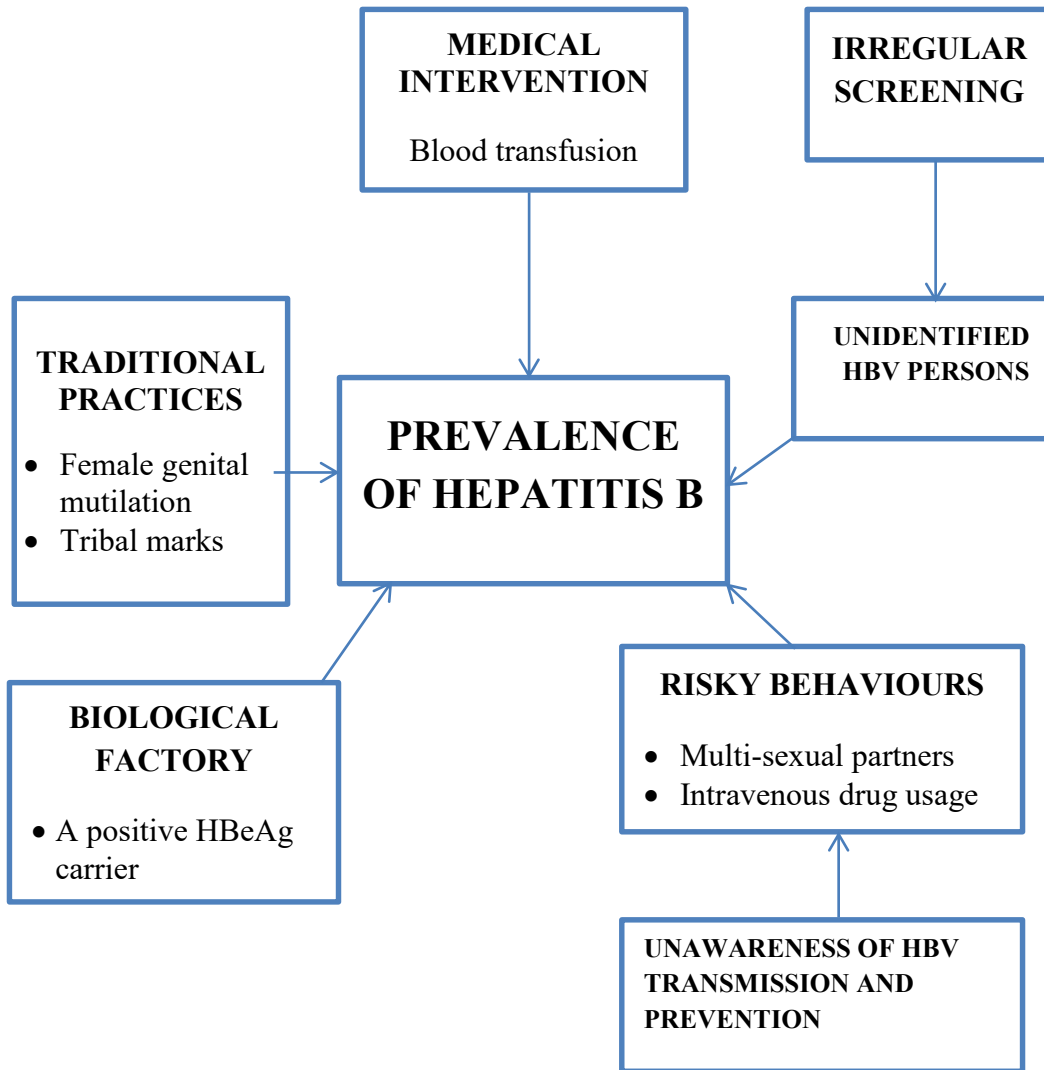 MEDICAL
INTERVENTION
Blood transfusion
IRREGULAR
SCREENING
TRADITIONAL
PRACTICES
• Female genital
mutilation
• Tribal marks
PREVALENCE
OF HEPATITIS B
UNIDENTIFIED
HBV PERSONS
BIOLOGICAL
FACTORY
• A positive HBeAg
carrier
RISKY BEHAVIOURS
• Multi-sexual partners
• Intravenous drug usage
UNAWARENESS OF HBV
TRANSMISSION AND
PREVENTION